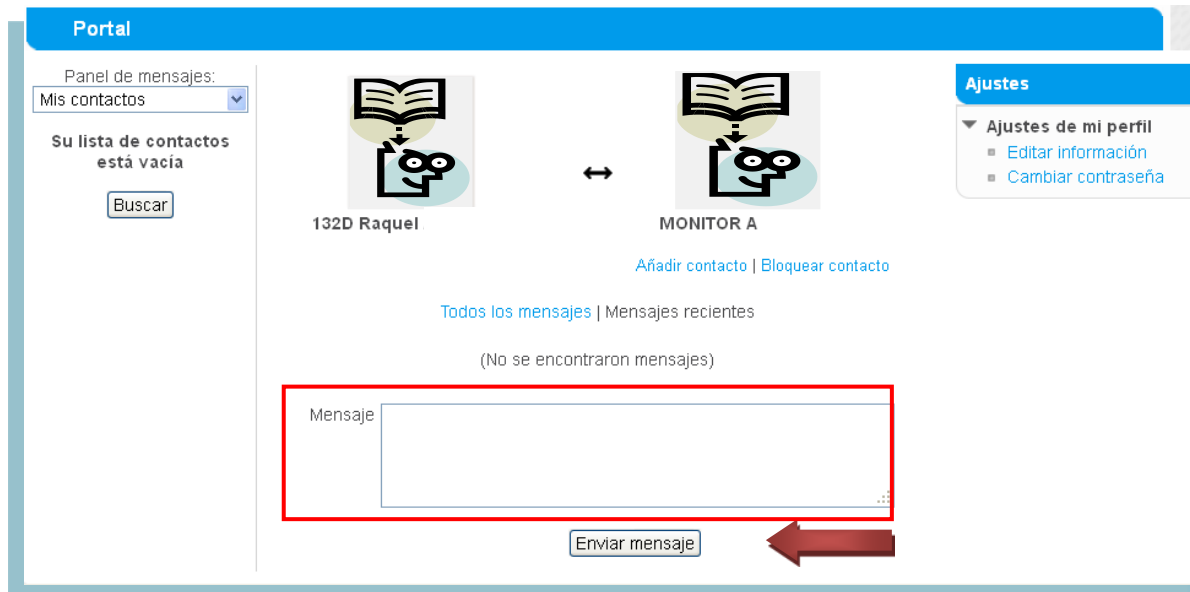 Portal
Panel de mensajes:
Mis contactos
Su lista de contactos
está vacía
Buscar
132D Raquel
MONITOR A
Añadir contacto | Bloquear contacto
Todos los mensajes | Mensajes recientes
(No se encontraron mensajes)
Mensaje
Enviar mensaje
Ajustes
Ajustes de mi perfil
Editar información
Cambiar contraseña